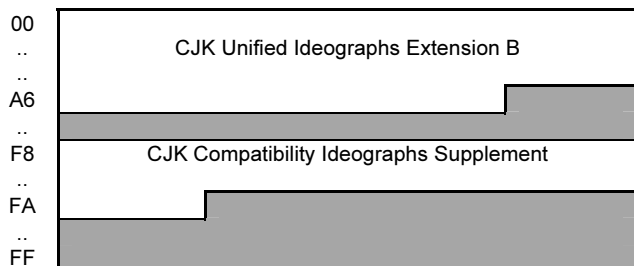 00
..
CJK Unified Ideographs Extension B
..
A6
..
F8
CJK Compatibility Ideographs Supplement
..
FA
..
FF